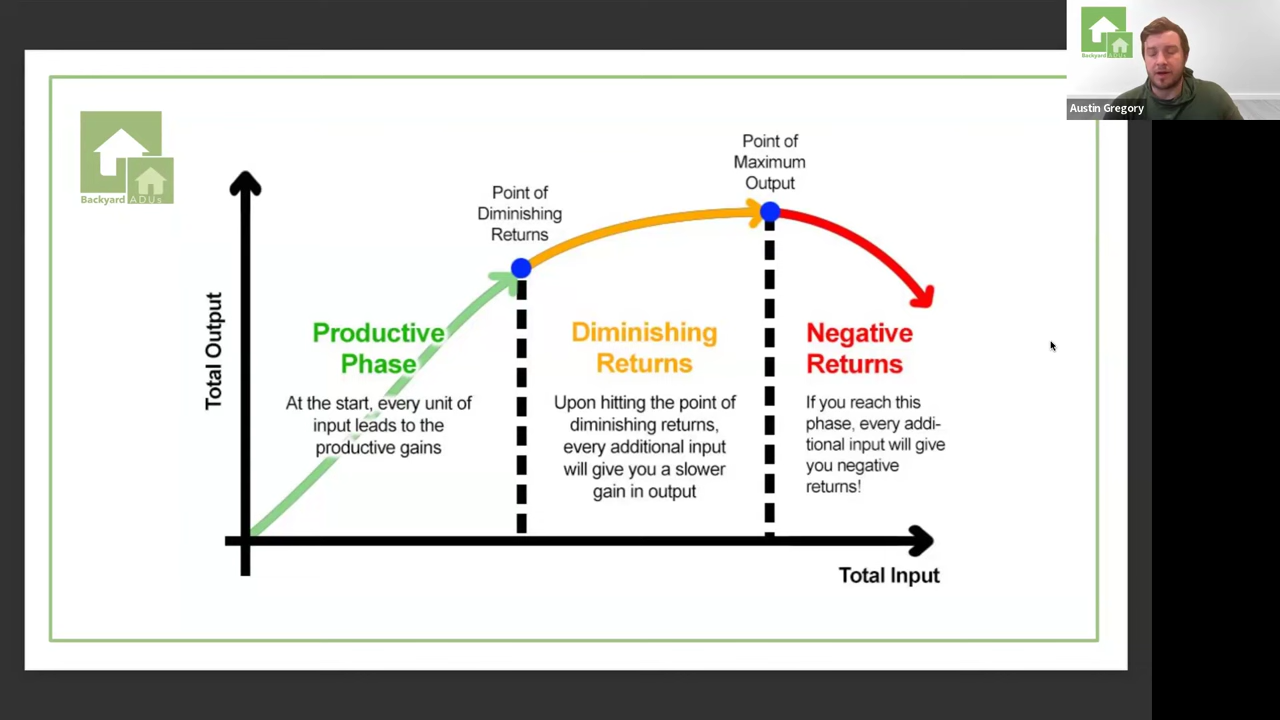 Backyard ADUs
Austin Gregory
Backyard ADUs
Point of
Maximum
Output
Point of
Diminishing
Returns
Total Output
Productive
Phase
At the start, every unit of
input leads to the
productive gains
Diminishing
Returns
Upon hitting the point of
diminishing returns,
every additional input
will give you a slower
gain in output
Negative
Returns
If you reach this
phase, every addi-
tional input will give
you negative
returns!
Total Input